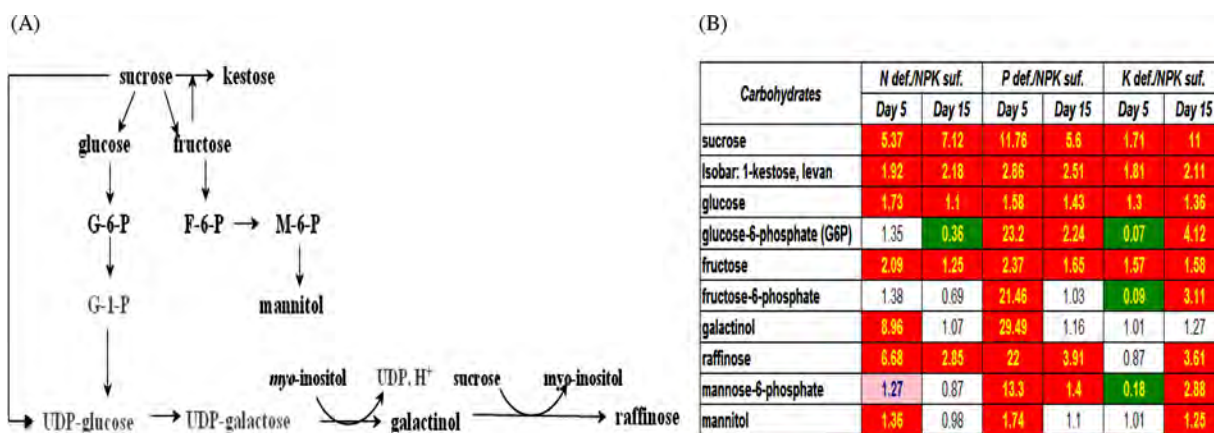 (A)
sucrose kestose
glucose fructose
G-6-P F-6-P M-6-P
G-1-P mannitol
myo-inositol UDP, H+ sucrose myo-inositol
UDP-glucose UDP-galactose galactinol raffinose
(B)
Carbohydrates N def./NPK suf. P def./NPK suf. K def./NPK suf.
Day 5 Day 15 Day 5 Day 15 Day 5 Day 15
sucrose 5.37 7.12 11.76 5.6 1.71 11
Isobar: 1-kestose, levan 1.92 2.18 2.86 2.51 1.81 2.11
glucose 1.73 1.1 1.58 1.43 1.3 1.36
glucose-6-phosphate (G6P) 1.35 0.36 23.2 2.24 0.07 4.12
fructose 2.09 1.25 2.37 1.65 1.57 1.58
fructose-6-phosphate 1.38 0.69 21.46 1.03 0.09 3.11
galactinol 8.96 1.07 29.49 1.16 1.01 1.27
raffinose 6.68 2.85 22 3.91 0.87 3.61
mannose-6-phosphate 1.27 0.87 13.3 1.4 0.18 2.88
mannitol 1.36 0.98 1.74 1.1 1.01 1.25